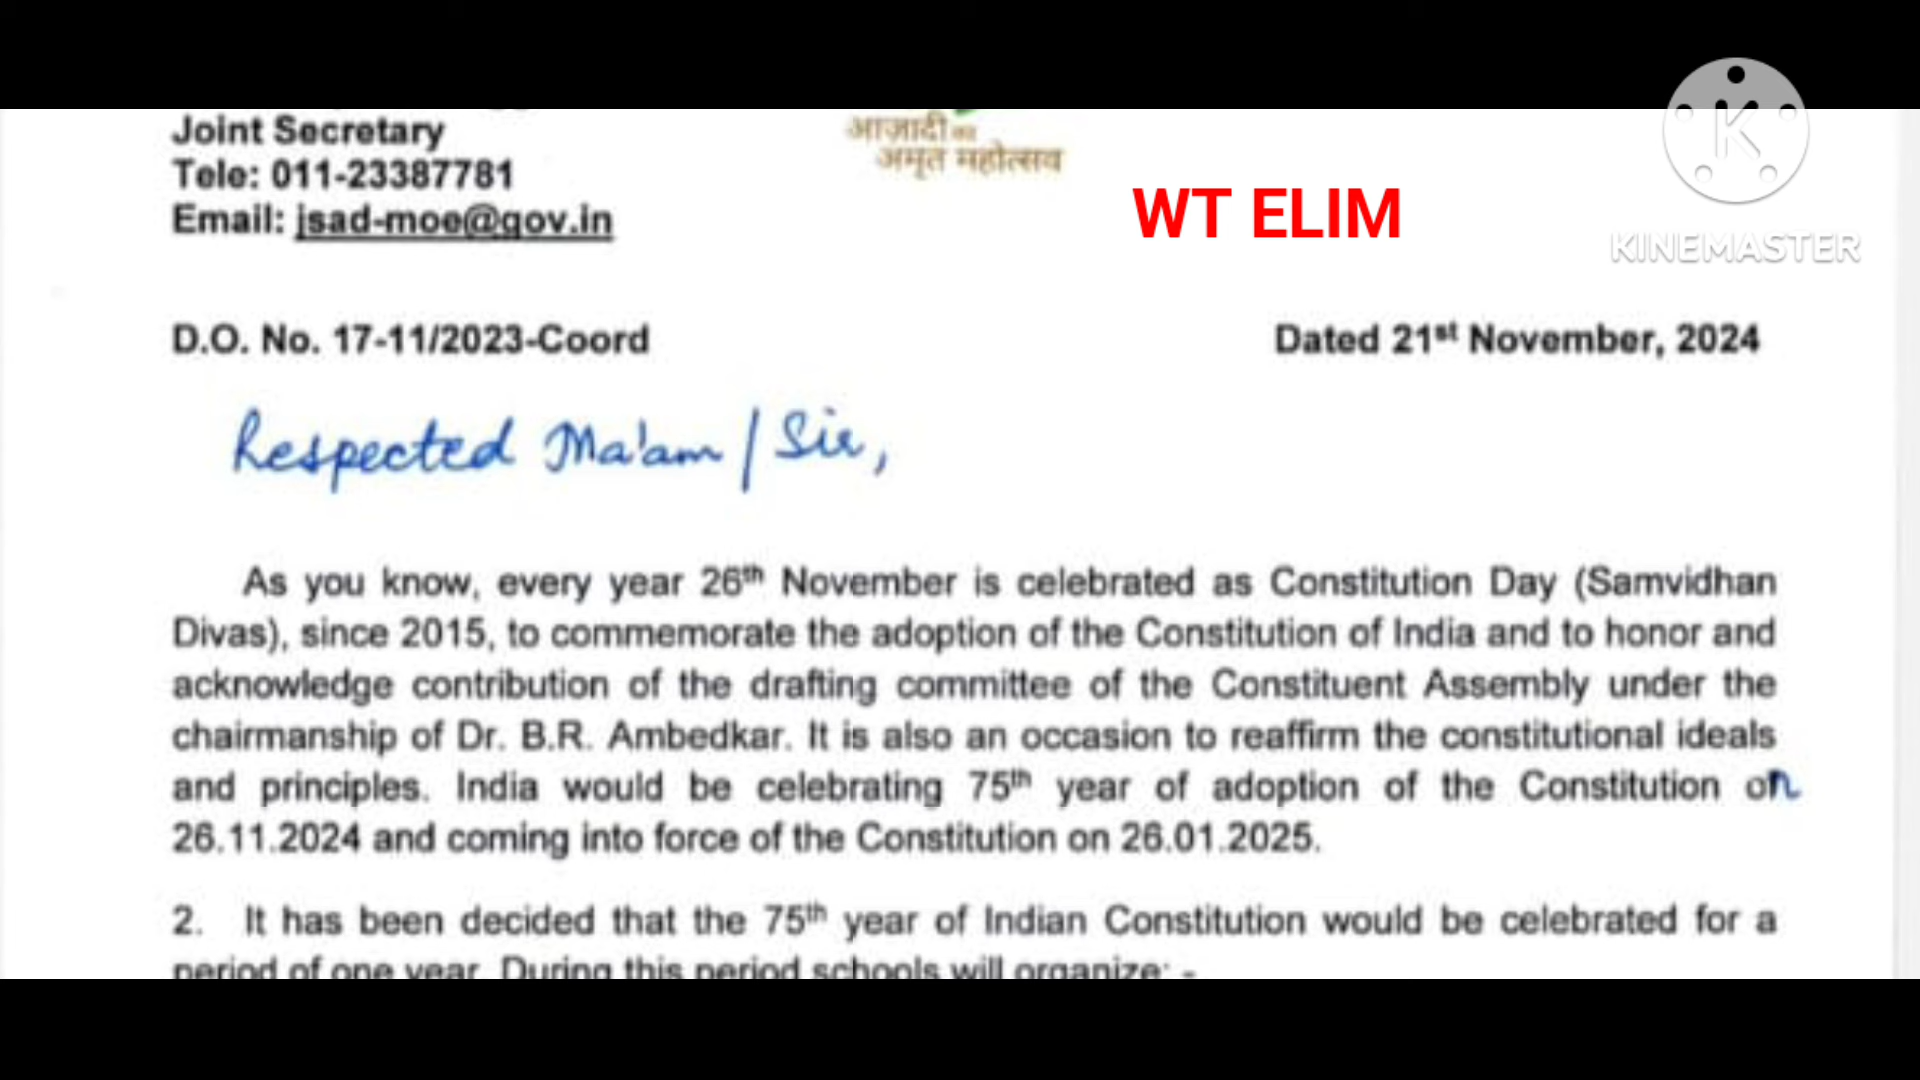 Joint Secretary
Tele: 011-23387781
Email: jsad-moe@gov.in
आज़ादी का
अमृत महोत्सव
WT ELIM
K
KINEMASTER
D.O. No. 17-11/2023-Coord
Dated 21st November, 2024
Respected Ma'am / Sir,
As you know, every year 26th November is celebrated as Constitution Day (Samvidhan
Divas), since 2015, to commemorate the adoption of the Constitution of India and to honor and
acknowledge contribution of the drafting committee of the Constituent Assembly under the
chairmanship of Dr. B.R. Ambedkar. It is also an occasion to reaffirm the constitutional ideals
and principles. India would be celebrating 75th year of adoption of the Constitution on
26.11.2024 and coming into force of the Constitution on 26.01.2025.
2. It has been decided that the 75th year of Indian Constitution would be celebrated for a
period of one year. During this period schools will organize: -